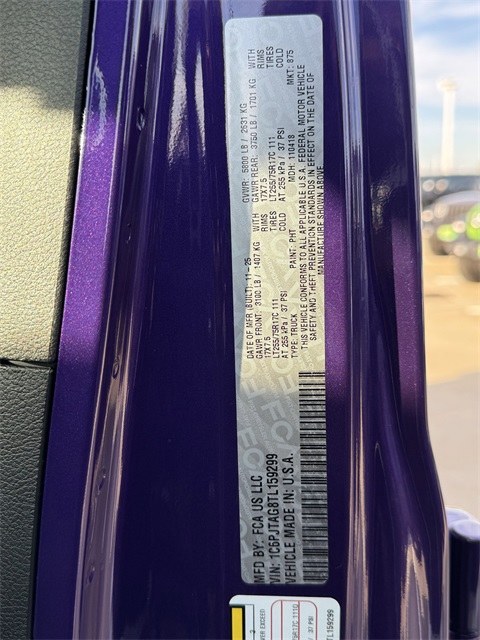 MFD BY: FCA US LLC
VIN: 1C6PJTAG8TL159299
VEHICLE MADE IN: U.S.A.
DATE OF MFR (BUILT): 11-25 GVWR: 5800 LB / 2631 KG
GAWR FRONT: 3100 LB / 1407 KG WITH GAWR REAR: 3750 LB / 1701 KG WITH
17X7.5 RIMS 17X7.5 RIMS
LT255/75R17C 111 TIRES LT255/75R17C 111 TIRES
AT 255 kPa / 37 PSI COLD AT 255 kPa / 37 PSI COLD
TYPE: TRUCK PAINT: PHT MDH: 110418 MKT: 875
THIS VEHICLE CONFORMS TO ALL APPLICABLE U.S.A. FEDERAL MOTOR VEHICLE
SAFETY AND THEFT PREVENTION STANDARDS IN EFFECT ON THE DATE OF
MANUFACTURE SHOWN ABOVE.
FCA
TL159299